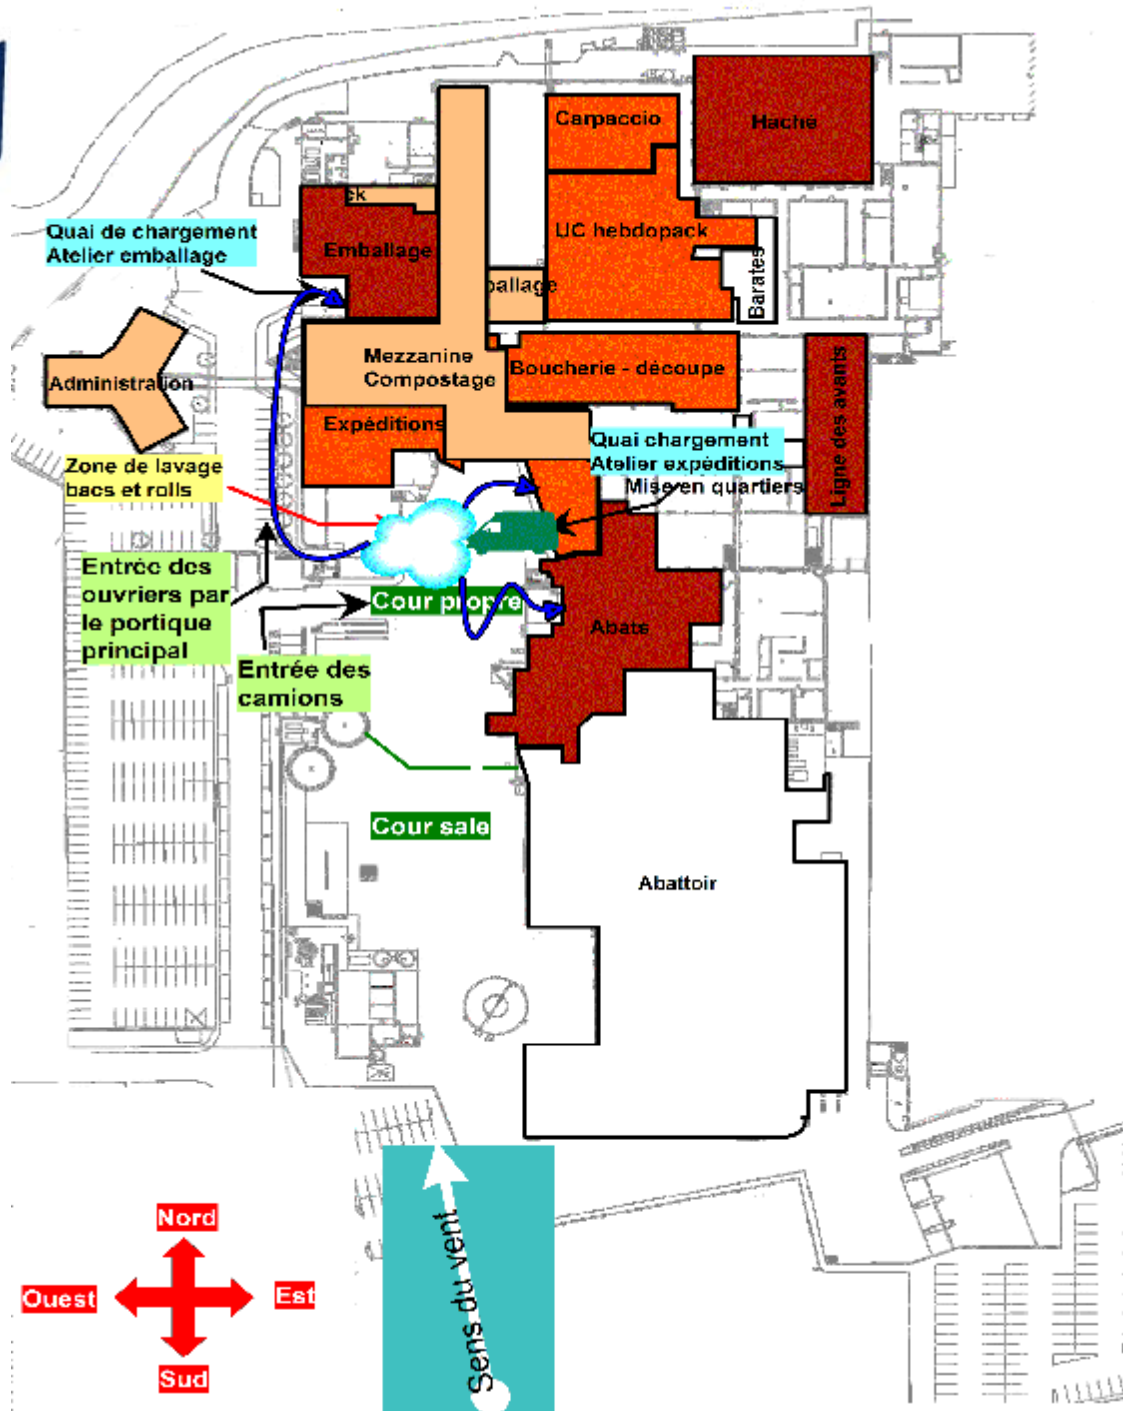 Carpaccio
Hache
ck
Quai de chargement
Atelier emballage
Emballage
UC hebdopack
Barates
pallage
Mezzanine
Compostage
Boucherie - découpe
Ligne des avants
Administration
Expéditions
Quai chargement
Atelier expéditions
Mise en quartiers
Zone de lavage
bacs et rolls
Entrée des
ouvriers par
le portique
principal
Cour propre
Abats
Entrée des
camions
Cour sale
Abattoir
Sens du vent
Nord
Ouest
Est
Sud